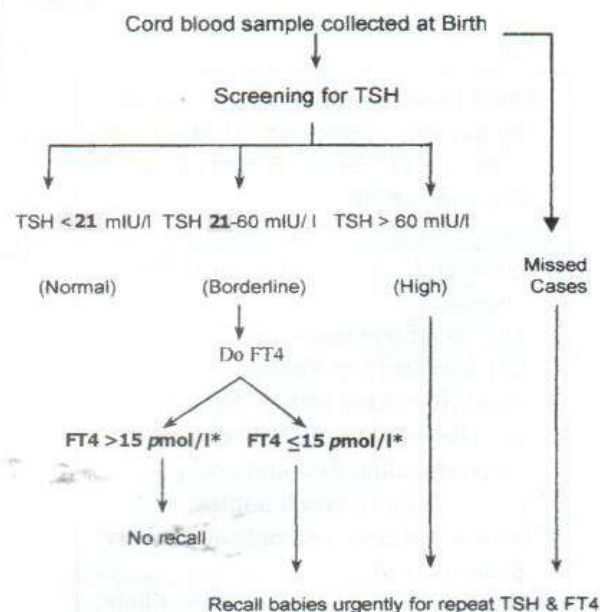 Cord blood sample collected at Birth
Screening for TSH
TSH <21 mIU/l TSH 21-60 mIU/ l TSH > 60 mIU/l
(Normal) (Borderline) (High)
Missed
Cases
Do FT4
FT4 >15 pmol/l* FT4 ≤15 pmol/l*
No recall
Recall babies urgently for repeat TSH & FT4